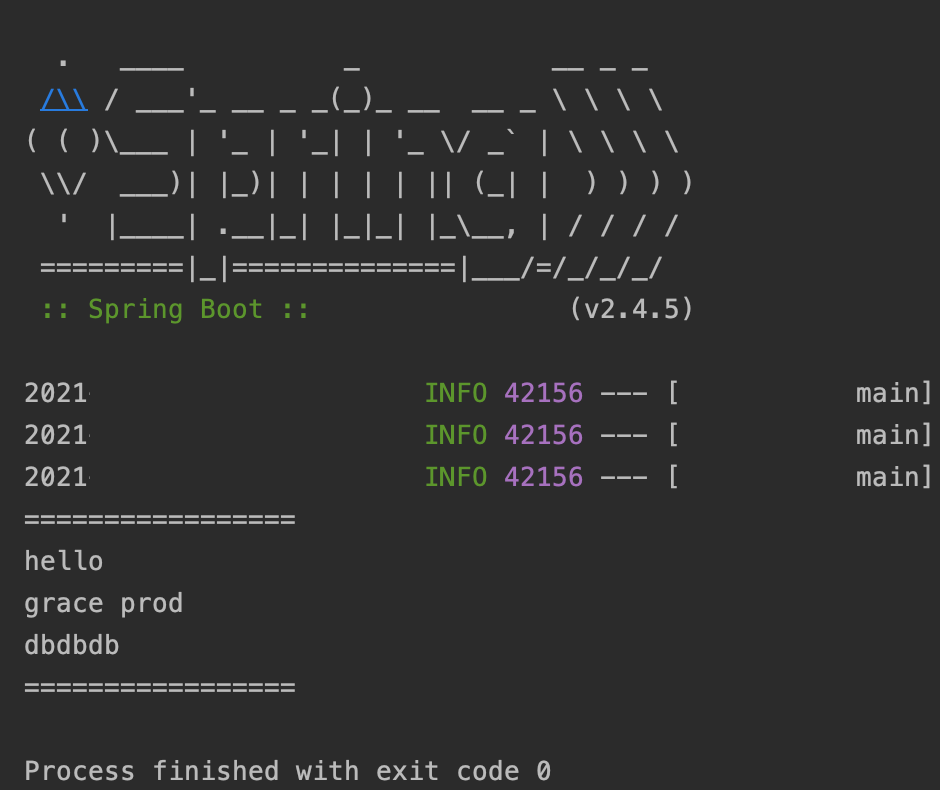 .   ____          _            __ _ _
 /\\ / ___'_ __ _ _(_)_ __  __ _ \ \ \ \
( ( )\___ | '_ | '_| | '_ \/ _` | \ \ \ \
 \\/  ___)| |_)| | | | | || (_| |  ) ) ) )
  '  |____| .__|_| |_|_| |_\__, | / / / /
 =========|_|==============|___/=/_/_/_/
 :: Spring Boot ::                (v2.4.5)
2021 INFO 42156 --- [           main]
2021 INFO 42156 --- [           main]
2021 INFO 42156 --- [           main]
=================
hello
grace prod
dbdbdb
=================
Process finished with exit code 0